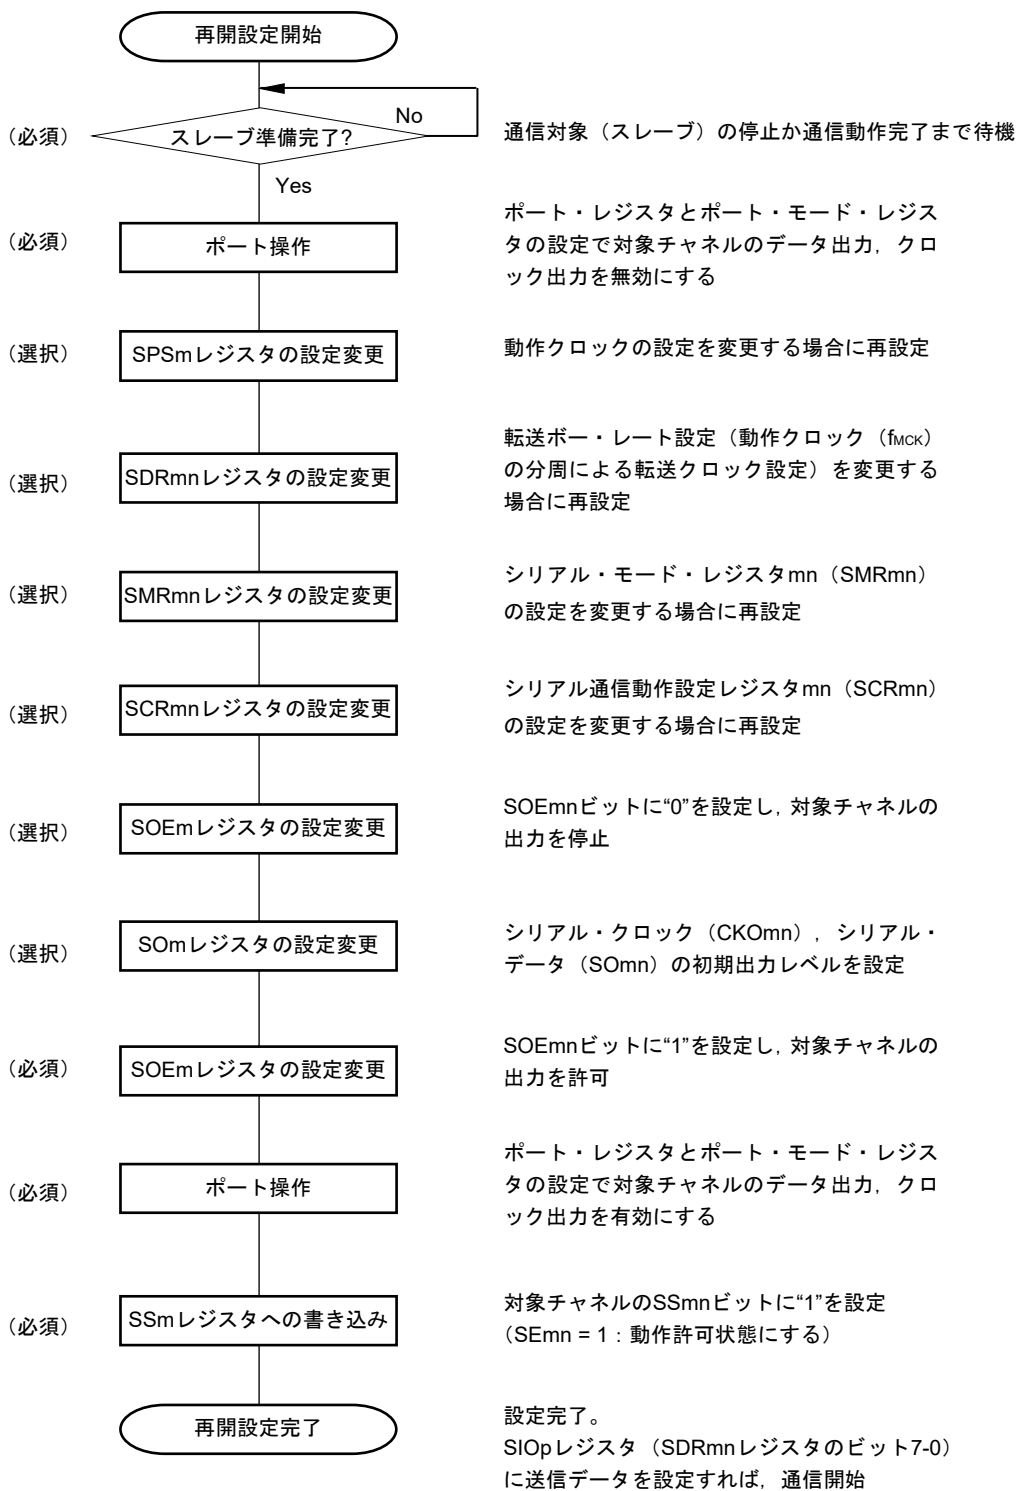 再開設定開始
No
(必須)
スレーブ準備完了?
通信対象（スレーブ）の停止か通信動作完了まで待機
Yes
(必須)
ポート操作
ポート・レジスタとポート・モード・レジス
タの設定で対象チャネルのデータ出力，クロ
ック出力を無効にする
(選択)
SPSmレジスタの設定変更
動作クロックの設定を変更する場合に再設定
(選択)
SDRmnレジスタの設定変更
転送ボー・レート設定（動作クロック（fMCK）
の分周による転送クロック設定）を変更する
場合に再設定
(選択)
SMRmnレジスタの設定変更
シリアル・モード・レジスタmn（SMRmn）
の設定を変更する場合に再設定
(選択)
SCRmnレジスタの設定変更
シリアル通信動作設定レジスタmn（SCRmn）
の設定を変更する場合に再設定
(選択)
SOEmレジスタの設定変更
SOEmnビットに“0”を設定し，対象チャネルの
出力を停止
(選択)
SOmレジスタの設定変更
シリアル・クロック（CKOmn），シリアル・
データ（SOmn）の初期出力レベルを設定
(必須)
SOEmレジスタの設定変更
SOEmnビットに“1”を設定し，対象チャネルの
出力を許可
(必須)
ポート操作
ポート・レジスタとポート・モード・レジス
タの設定で対象チャネルのデータ出力，クロ
ック出力を有効にする
(必須)
SSmレジスタへの書き込み
対象チャネルのSSmnビットに“1”を設定
（SEmn = 1：動作許可状態にする）
再開設定完了
設定完了。
SIOpレジスタ（SDRmnレジスタのビット7-0）
に送信データを設定すれば，通信開始